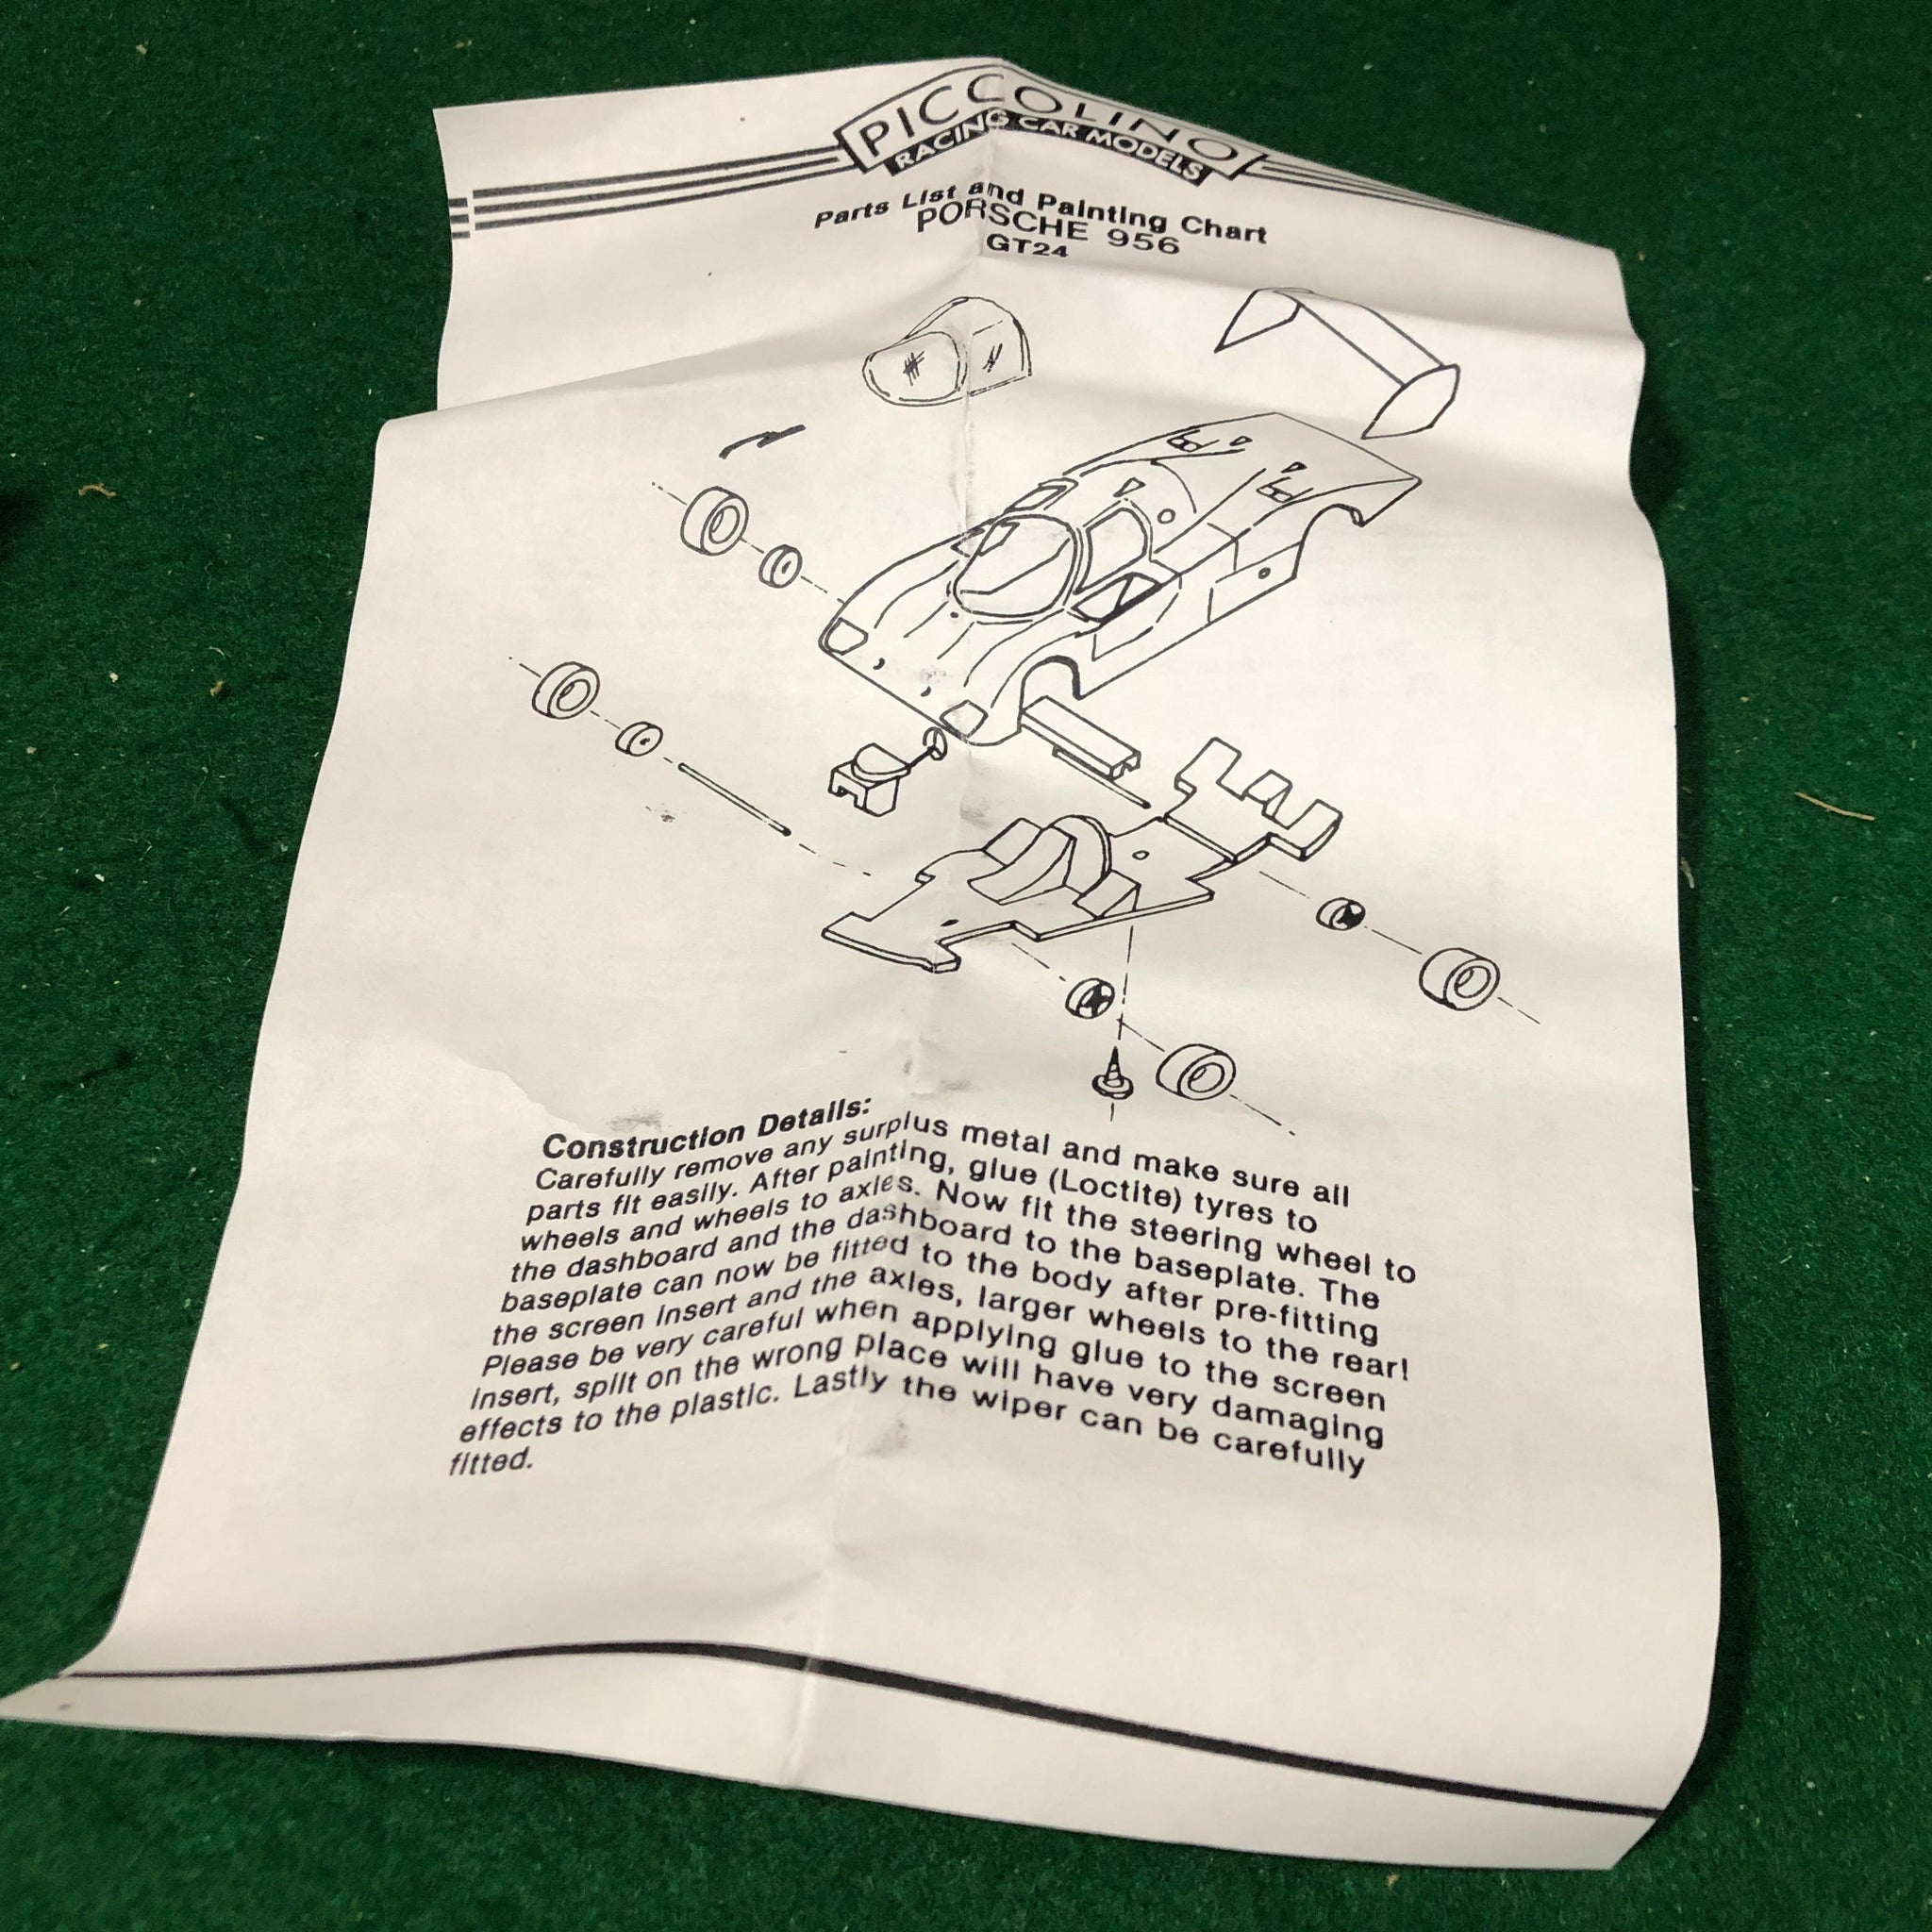 PICCOLINO
RACING CAR MODELS
Parts List and Painting Chart
PORSCHE 956
GT24
Construction Details:
Carefully remove any surplus metal and make sure all
parts fit easily. After painting, glue (Loctite) tyres to
wheels and wheels to axles. Now fit the steering wheel to
the dashboard and the dashboard to the baseplate. The
baseplate can now be fitted to the body after pre-fitting
the screen insert and the axles, larger wheels to the rear!
Please be very careful when applying glue to the screen
insert, spilt on the wrong place will have very damaging
effects to the plastic. Lastly the wiper can be carefully
fitted.